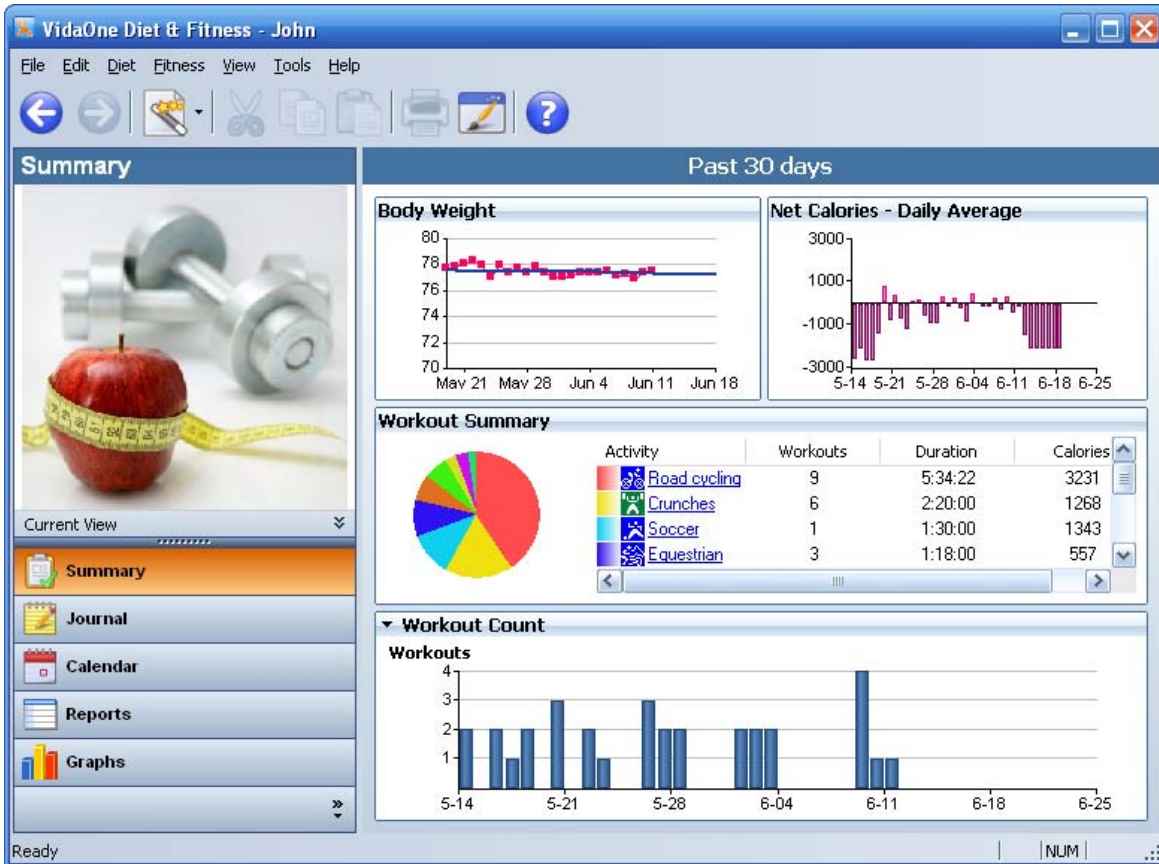 VidaOne Diet & Fitness - John
File Edit Diet Fitness View Tools Help
Summary
Past 30 days
Body Weight
80
78
76
74
72
70
May 21 May 28 Jun 4 Jun 11 Jun 18
Net Calories - Daily Average
3000
1000
-1000
-3000
5-14 5-21 5-28 6-04 6-11 6-18 6-25
Workout Summary
Activity Workouts Duration Calories
Road cycling 9 5:34:22 3231
Crunches 6 2:20:00 1268
Soccer 1 1:30:00 1343
Equestrian 3 1:18:00 557
Current View
Summary
Journal
Calendar
Reports
Graphs
Workout Count
Workouts
4
3
2
1
5-14 5-21 5-28 6-04 6-11 6-18 6-25
Ready
NUM